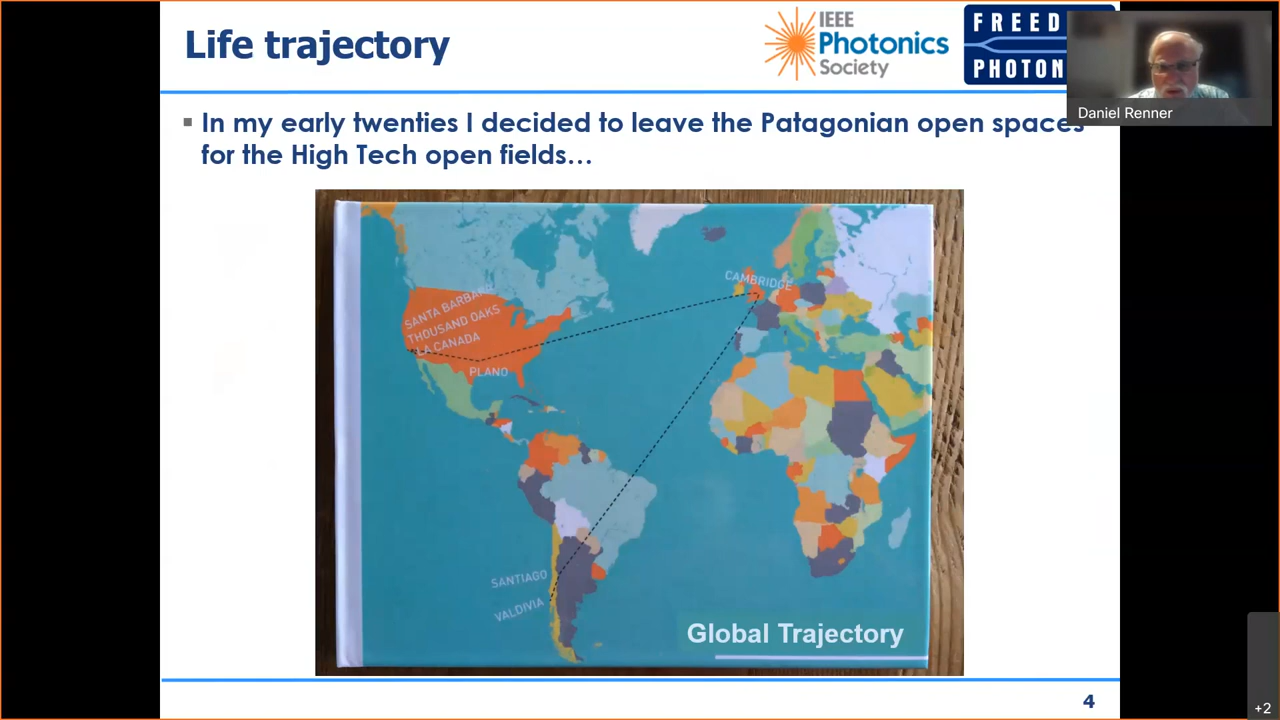 Life trajectory
IEEE
Photonics
Society
FREED
PHOTON
Daniel Renner
▪ In my early twenties I decided to leave the Patagonian open spaces
for the High Tech open fields...
CAMBRIDGE
SANTA BARBARA
THOUSAND OAKS
LA CANADA
PLANO
SANTIAGO
VALDIVIA
Global Trajectory
4
+2